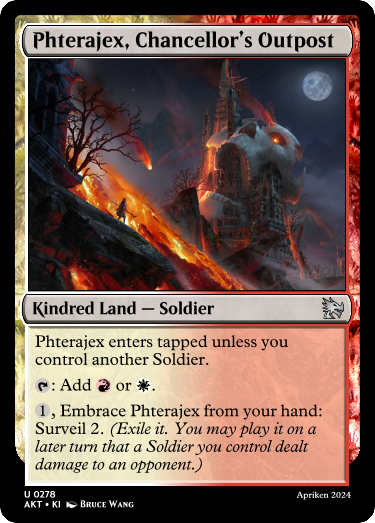 Phterajex, Chancellor's Outpost
Kindred Land — Soldier
Phterajex enters tapped unless you
control another Soldier.
: Add or .
1, Embrace Phterajex from your hand:
Surveil 2. (Exile it. You may play it on a
later turn that a Soldier you control dealt
damage to an opponent.)
U 0278
AKT • KI Bruce Wang
Apriken 2024